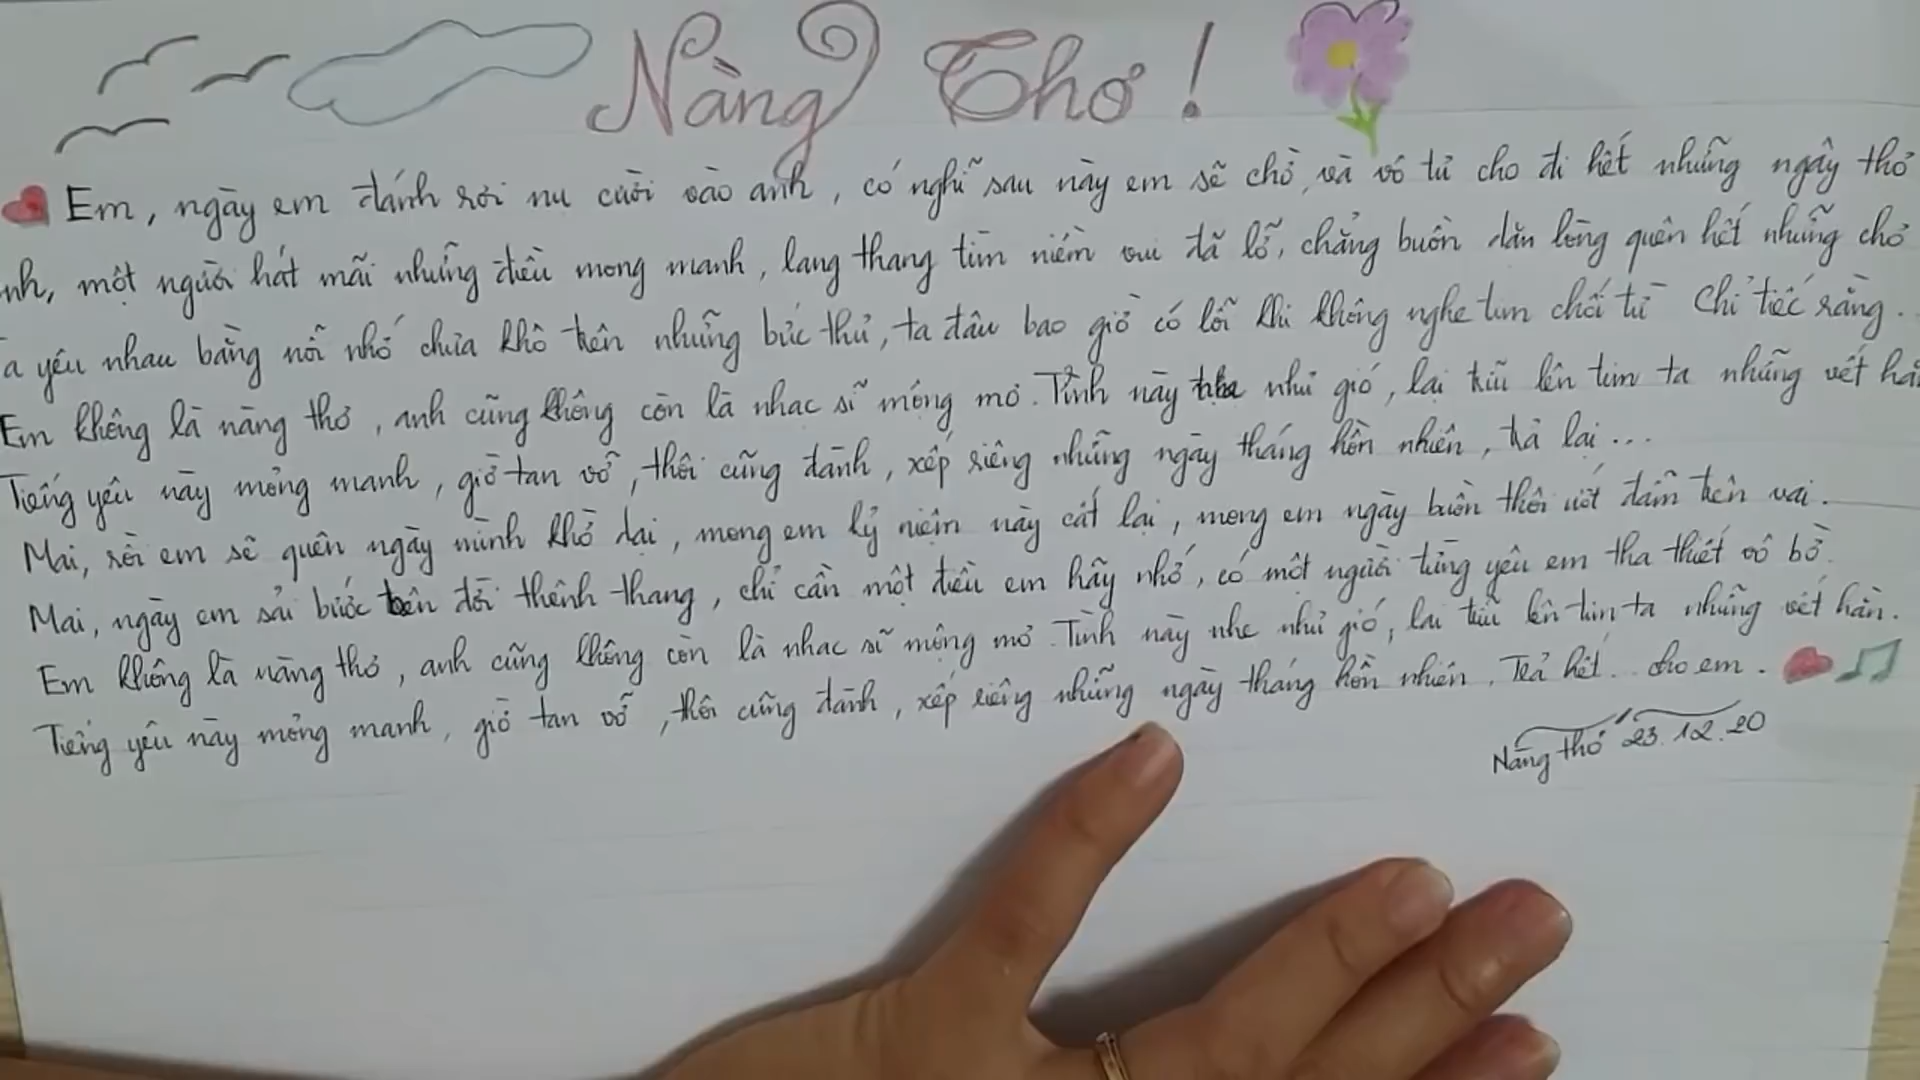 Nàng Thơ !
Em, ngày em đánh rơi nụ cười vào anh, có nghĩ sau này em sẽ chờ, và vô tư cho đi hết những ngày thơ
nh, một người hát mãi những điều mong manh, lang thang tìm niềm vui đã lỡ, chẳng buồn dặn lòng quên hết những chơ
a yêu nhau bằng nỗi nhớ chưa khô trên những bức thư, ta đâu bao giờ có lỗi khi không nghe tim chối từ Chỉ tiếc rằng..
Em không là nàng thơ, anh cũng không còn là nhạc sĩ mộng mơ. Tình này như gió, lại trĩu lên tim ta những vết hằ
Tiếng yêu này mỏng manh, giờ tan vỡ, thôi cũng đành, xếp riêng những ngày tháng hồn nhiên, trả lại...
Mai, rồi em sẽ quên ngày mình khờ dại, mong em kỷ niệm này cất lại, mong em ngày buồn thôi ướt đẫm trên vai.
Mai, ngày em sải bước bên đời thênh thang, chỉ cần một điều em hãy nhớ, có một người từng yêu em tha thiết vô bờ.
Em không là nàng thơ, anh cũng không còn là nhạc sĩ mộng mơ. Tình này nhẹ như gió, lại trĩu lên tim ta những vết hằn.
Tiếng yêu này mỏng manh, giờ tan vỡ, thôi cũng đành, xếp riêng những ngày tháng hồn nhiên. Trả hết... cho em.
Nàng thơ 23.12.20